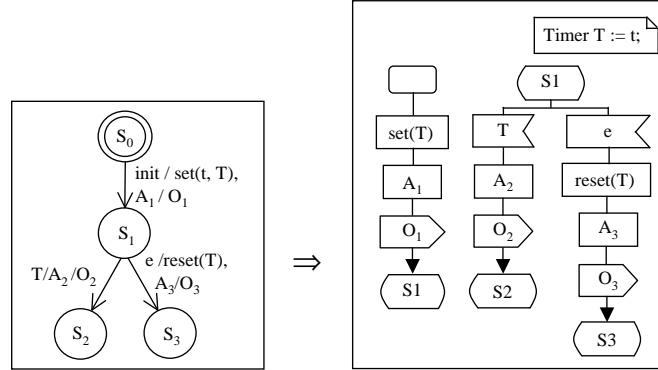 S0
init / set(t, T),
A1 / O1
S1
T/A2/O2
e /reset(T),
A3/O3
S2
S3
⇒
Timer T := t;
S1
set(T)
T
e
A1
A2
reset(T)
O1
O2
A3
S1
S2
O3
S3